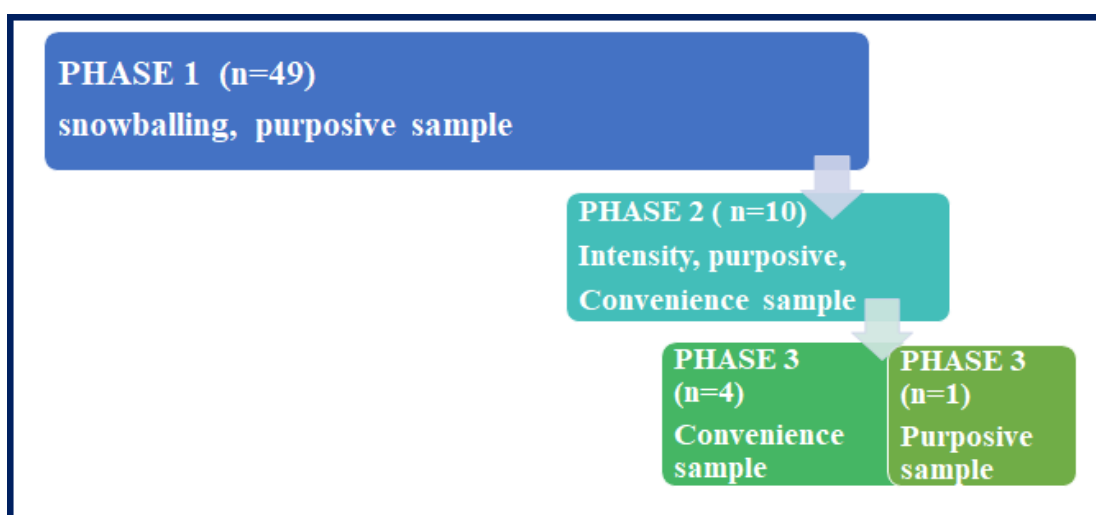 PHASE 1 (n=49)
snowballing, purposive sample
PHASE 2 ( n=10)
Intensity, purposive,
Convenience sample
PHASE 3
(n=4)
Convenience
sample
PHASE 3
(n=1)
Purposive
sample